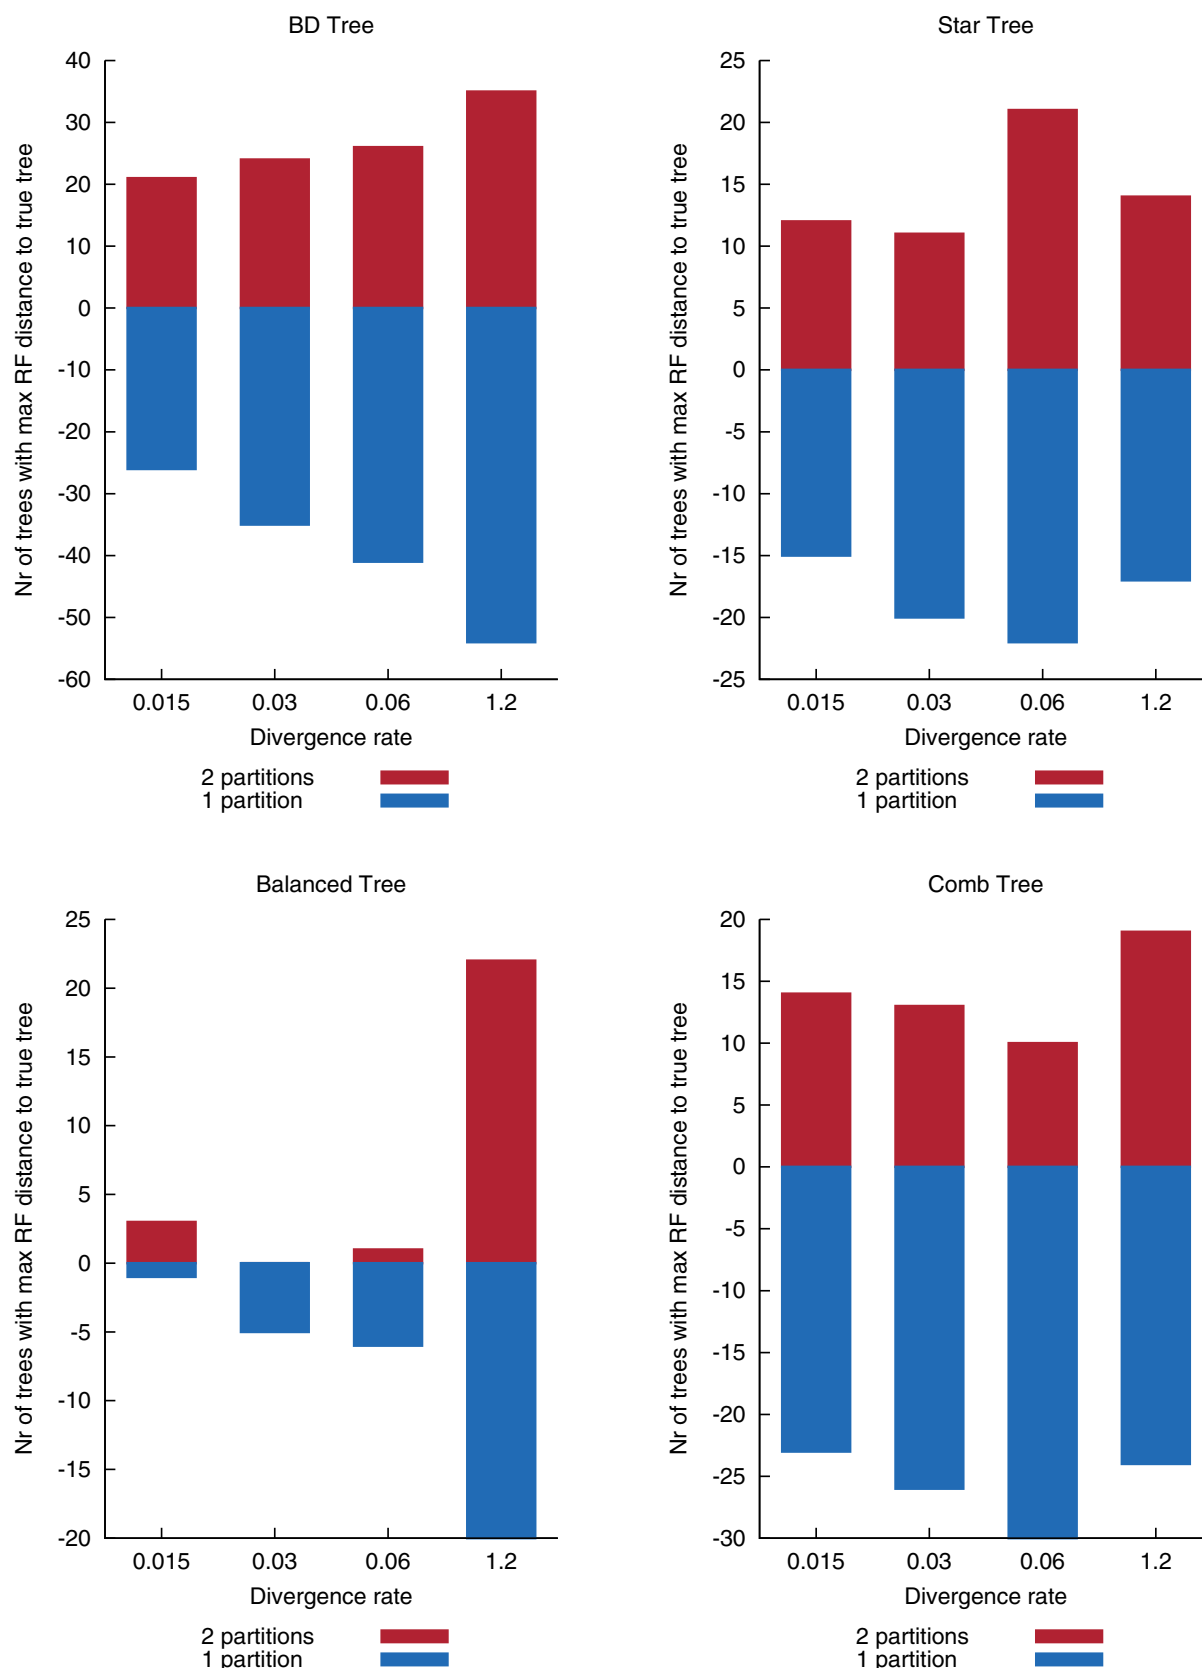 BD Tree
Nr of trees with max RF distance to true tree
40
30
20
10
0
-10
-20
-30
-40
-50
-60
0.015 0.03 0.06 1.2
Divergence rate
2 partitions
1 partition
Star Tree
Nr of trees with max RF distance to true tree
25
20
15
10
5
0
-5
-10
-15
-20
-25
0.015 0.03 0.06 1.2
Divergence rate
2 partitions
1 partition
Balanced Tree
Nr of trees with max RF distance to true tree
25
20
15
10
5
0
-5
-10
-15
-20
0.015 0.03 0.06 1.2
Divergence rate
2 partitions
1 partition
Comb Tree
Nr of trees with max RF distance to true tree
20
15
10
5
0
-5
-10
-15
-20
-25
-30
0.015 0.03 0.06 1.2
Divergence rate
2 partitions
1 partition